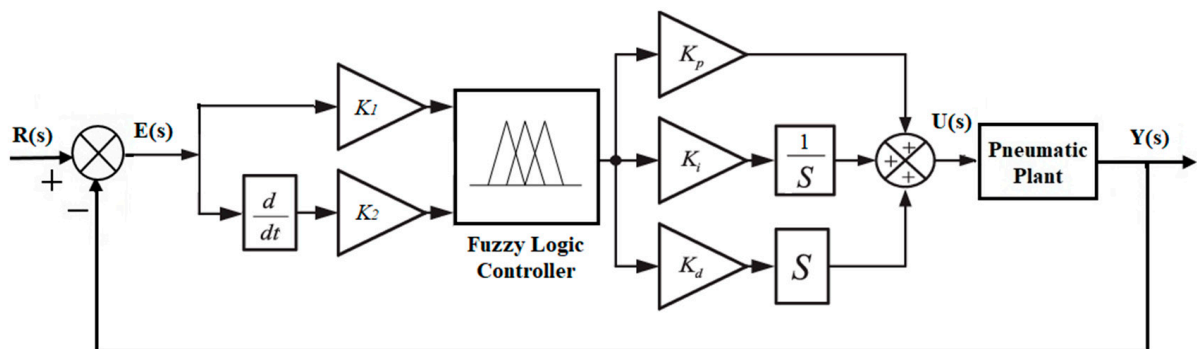 R(s)
+
−
E(s)
d
dt
K1
K2
Fuzzy Logic
Controller
Kp
Ki
1
S
Kd
S
+
+
+
+
U(s)
Pneumatic
Plant
Y(s)